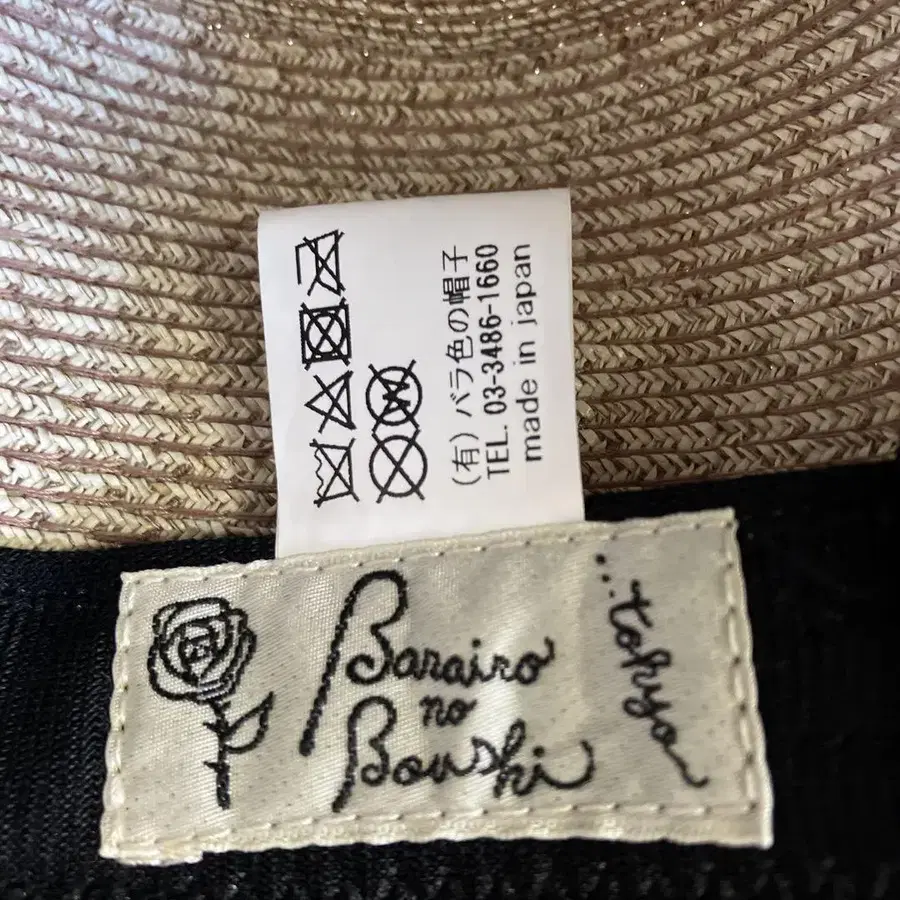 (有) バラ色の帽子
TEL. 03-3486-1660
made in japan
Barairo
no
Boushi
...tokyo